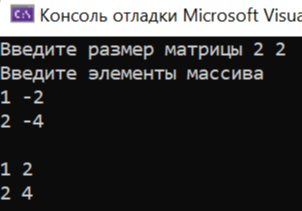 Консоль отладки Microsoft Visua
Введите размер матрицы 2 2
Введите элементы массива
1 -2
2 -4
1 2
2 4